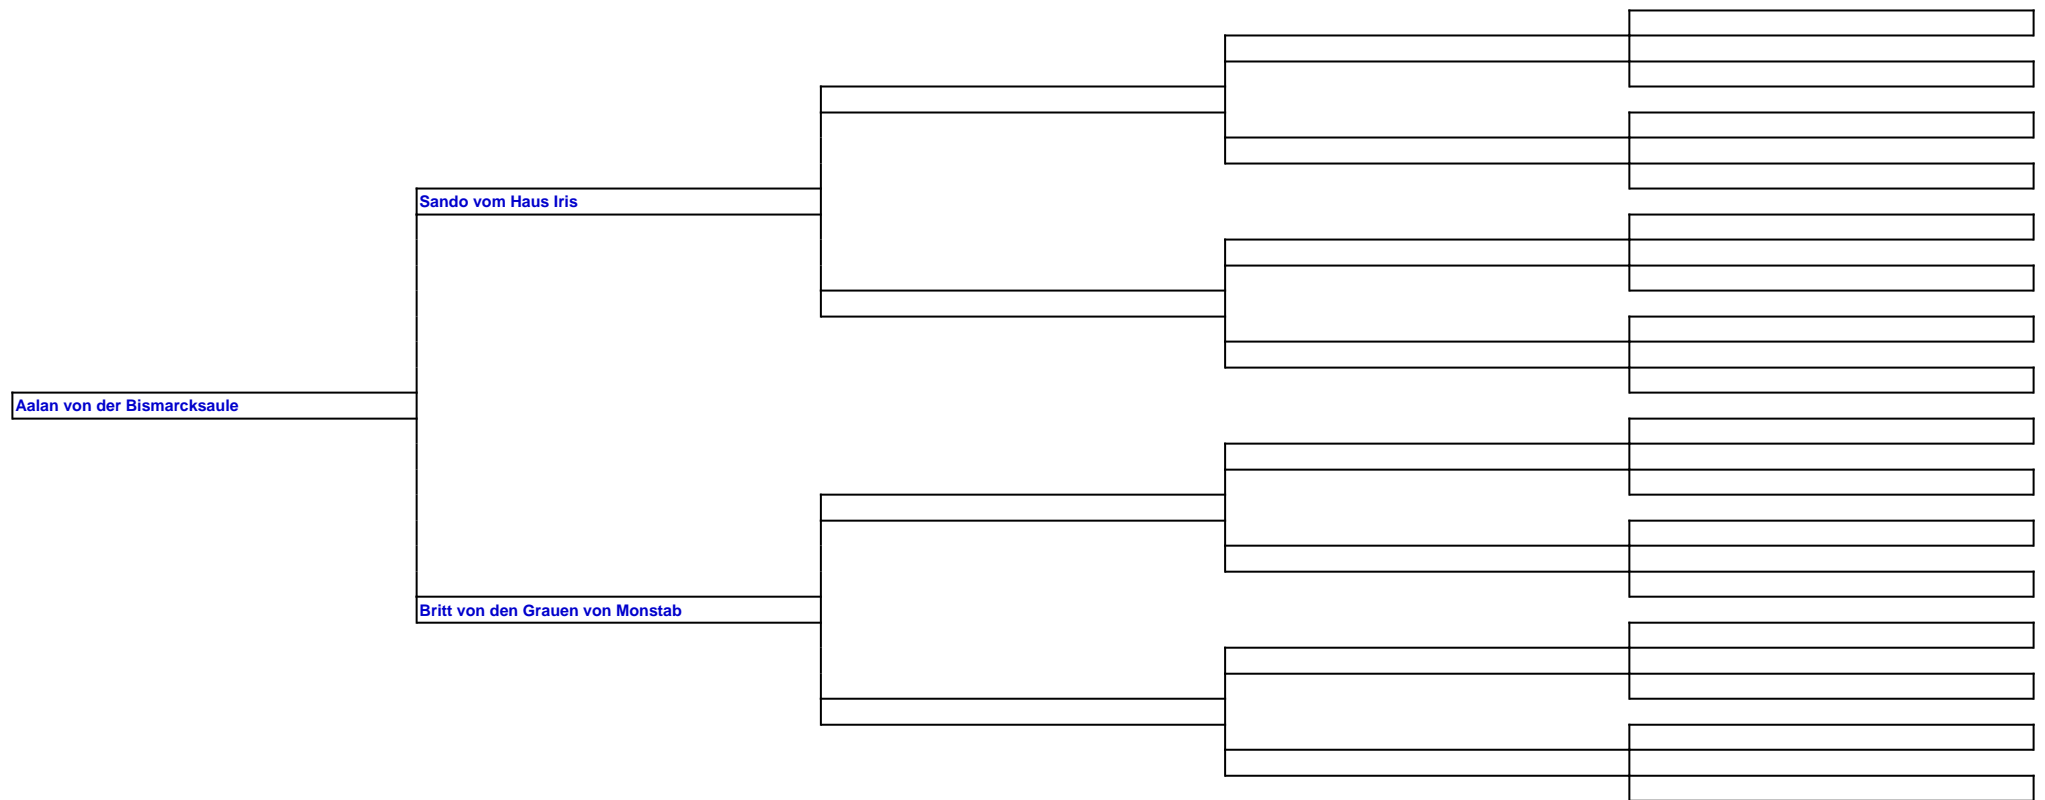 Sando vom Haus Iris
Aalan von der Bismarcksaule
Britt von den Grauen von Monstab